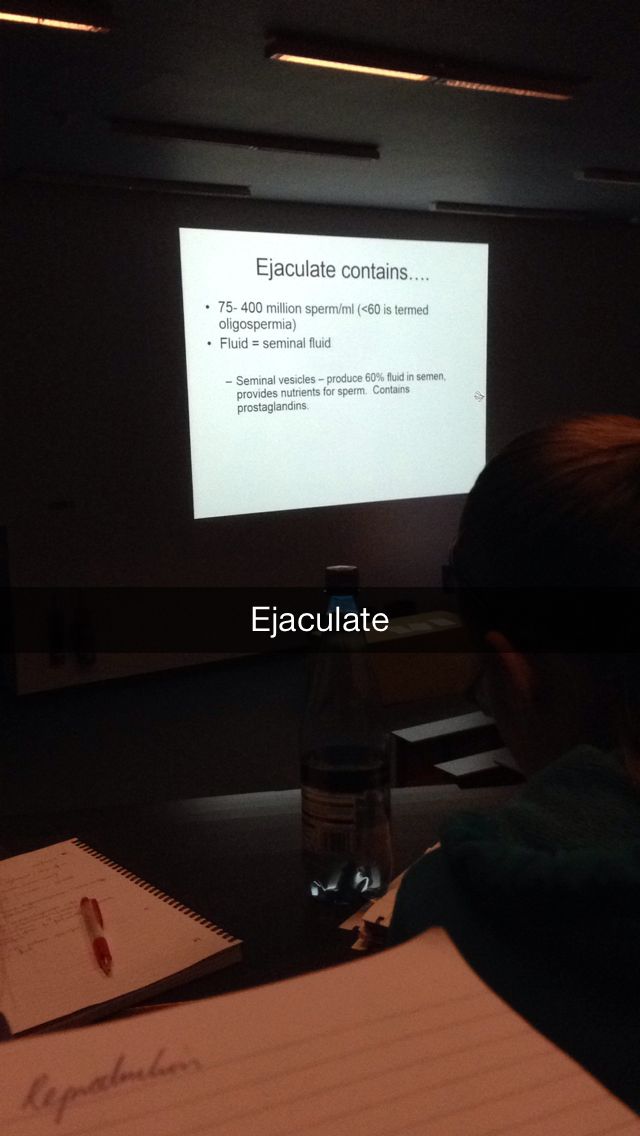 Ejaculate contains….
• 75- 400 million sperm/ml (<60 is termed
oligospermia)
• Fluid = seminal fluid
– Seminal vesicles – produce 60% fluid in semen,
provides nutrients for sperm. Contains
prostaglandins.
Ejaculate
Reproduction